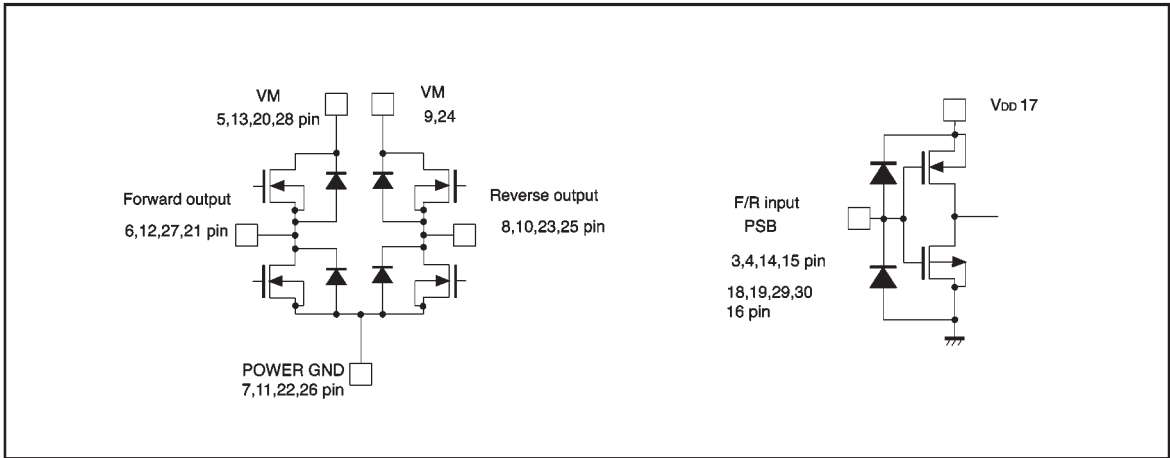 VM
5,13,20,28 pin
VM
9,24
Forward output
6,12,27,21 pin
Reverse output
8,10,23,25 pin
POWER GND
7,11,22,26 pin
VDD 17
F/R input
PSB
3,4,14,15 pin
18,19,29,30
16 pin